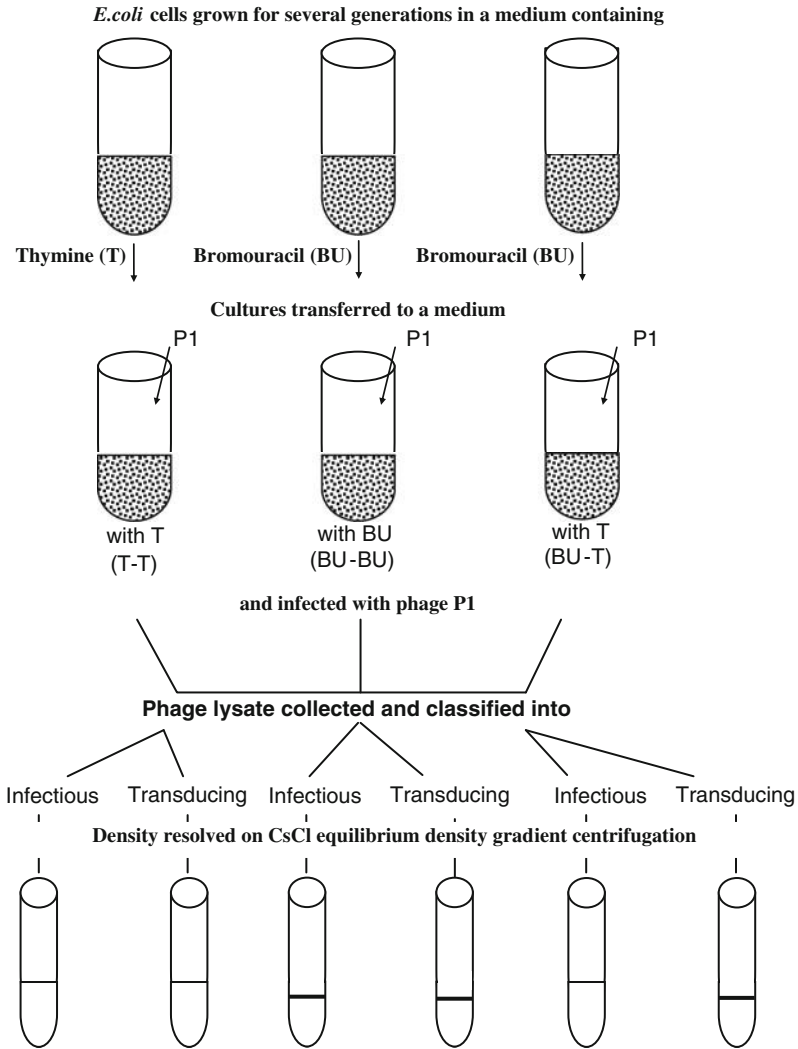 E.coli cells grown for several generations in a medium containing
Thymine (T) Bromouracil (BU) Bromouracil (BU)
Cultures transferred to a medium
P1 P1 P1
with T with BU with T
(T-T) (BU-BU) (BU-T)
and infected with phage P1
Phage lysate collected and classified into
Infectious Transducing Infectious Transducing Infectious Transducing
Density resolved on CsCl equilibrium density gradient centrifugation